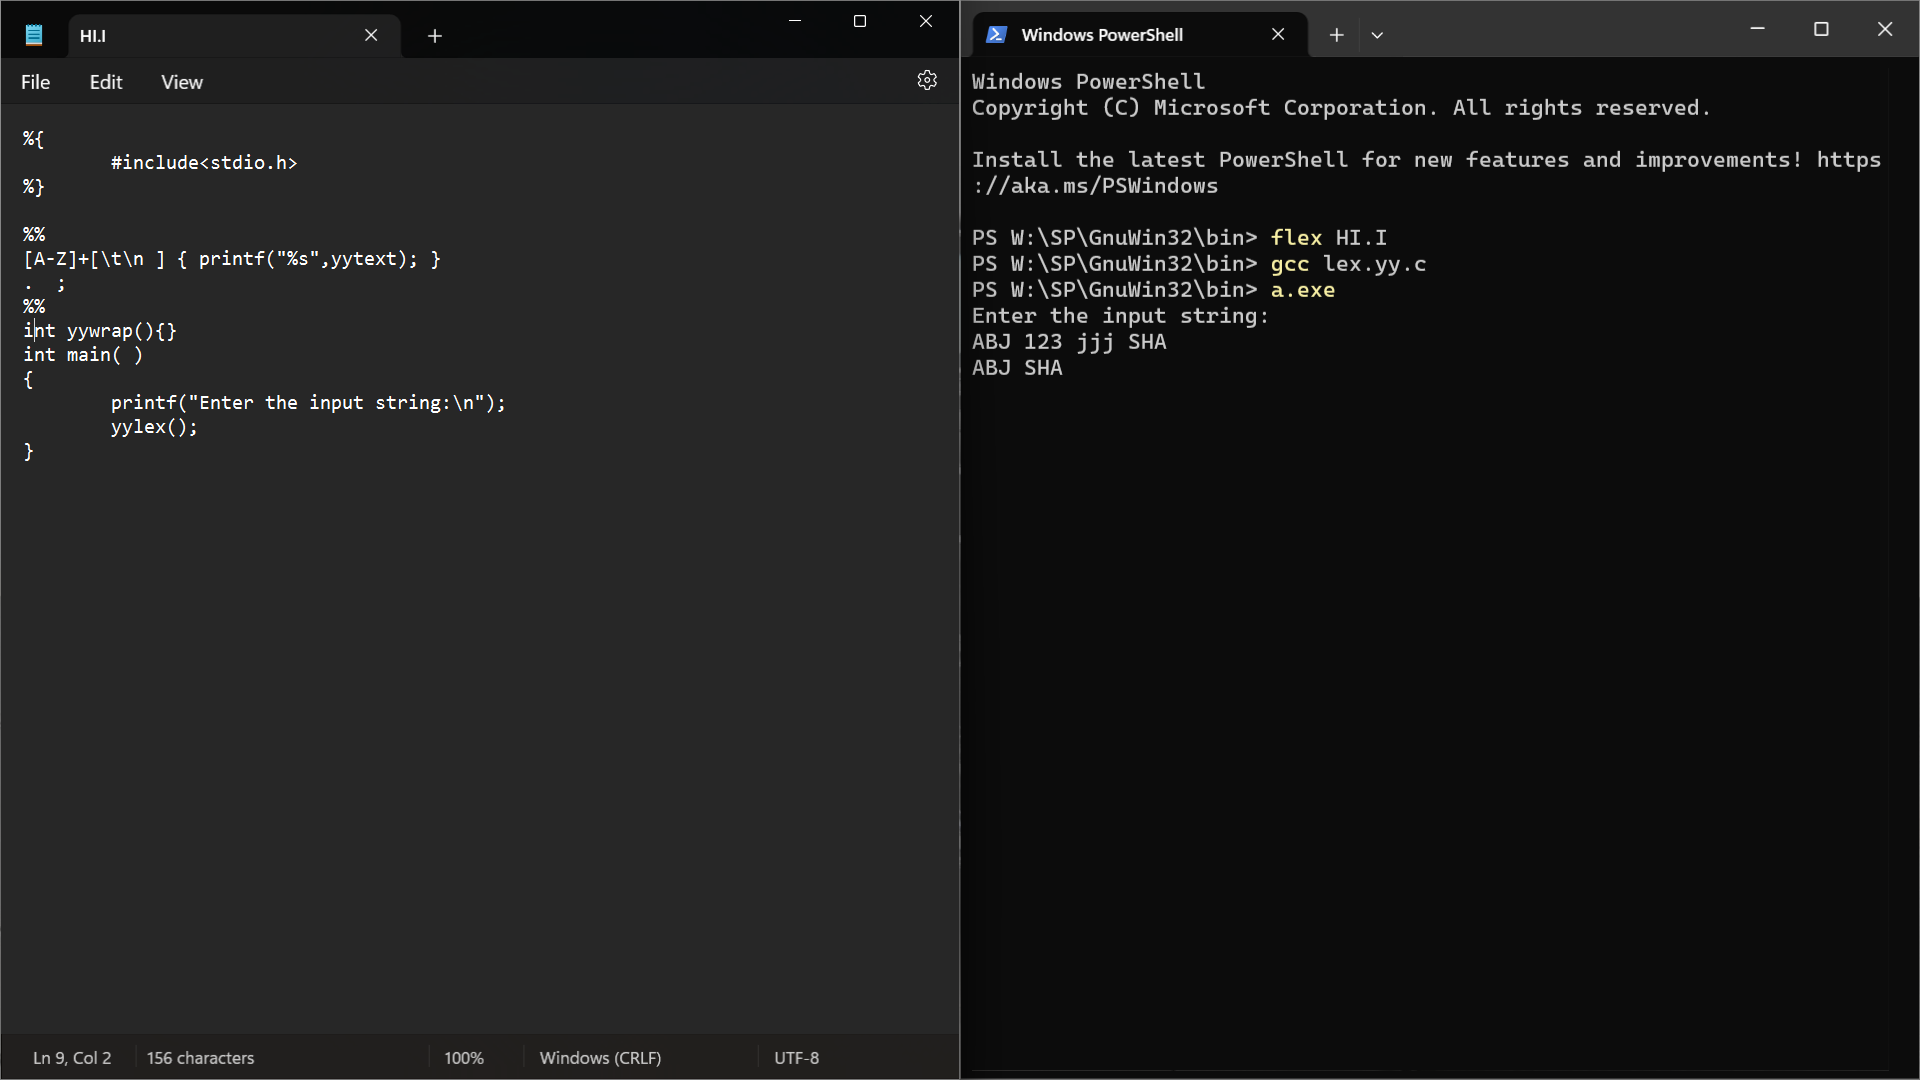 HI.I
File Edit View
%{
#include<stdio.h>
%}
%%
[A-Z]+[\t\n ] { printf("%s",yytext); }
.  ;
%%
int yywrap(){}
int main( )
{
printf("Enter the input string:\n");
yylex();
}
Ln 9, Col 2 156 characters 100% Windows (CRLF) UTF-8
Windows PowerShell
Windows PowerShell
Copyright (C) Microsoft Corporation. All rights reserved.
Install the latest PowerShell for new features and improvements! https
://aka.ms/PSWindows
PS W:\SP\GnuWin32\bin> flex HI.I
PS W:\SP\GnuWin32\bin> gcc lex.yy.c
PS W:\SP\GnuWin32\bin> a.exe
Enter the input string:
ABJ 123 jjj SHA
ABJ SHA